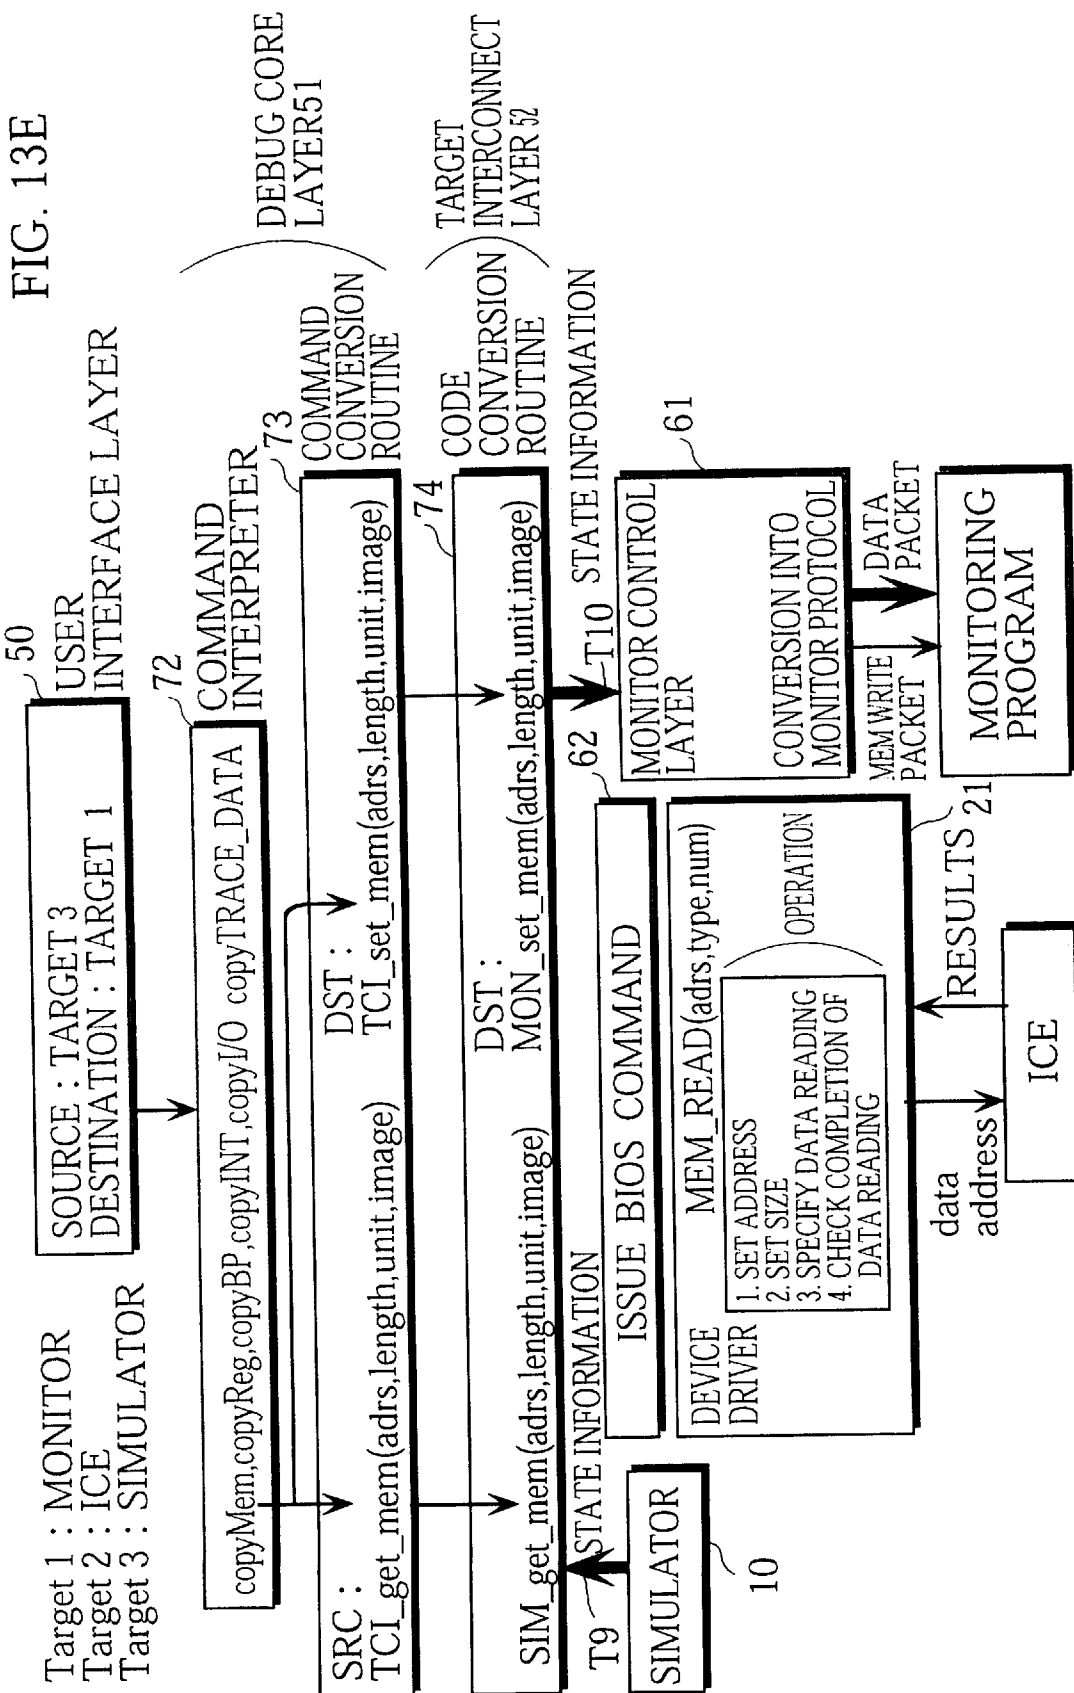 FIG. 13E
Target 1 : MONITOR
Target 2 : ICE
Target 3 : SIMULATOR
50
USER
INTERFACE LAYER
SOURCE : TARGET 3
DESTINATION : TARGET 1
72
COMMAND
INTERPRETER
copyMem,copyReg,copyBP,copyINT,copyI/O copyTRACE_DATA
DEBUG CORE
LAYER51
73
COMMAND
CONVERSION
ROUTINE
SRC :
TCI_get_mem(adrs,length,unit,image)
DST :
TCI_set_mem(adrs,length,unit,image)
TARGET
INTERCONNECT
LAYER 52
74
CODE
CONVERSION
ROUTINE
SIM_get_mem(adrs,length,unit,image)
DST :
MON_set_mem(adrs,length,unit,image)
T9
STATE INFORMATION
T10
STATE INFORMATION
SIMULATOR
10
62
ISSUE BIOS COMMAND
DEVICE
DRIVER
MEM_READ(adrs,type,num)
1. SET ADDRESS
2. SET SIZE
3. SPECIFY DATA READING
4. CHECK COMPLETION OF
DATA READING
OPERATION
21
data
address
RESULTS
ICE
61
MONITOR CONTROL
LAYER
CONVERSION INTO
MONITOR PROTOCOL
MEM WRITE
PACKET
DATA
PACKET
MONITORING
PROGRAM